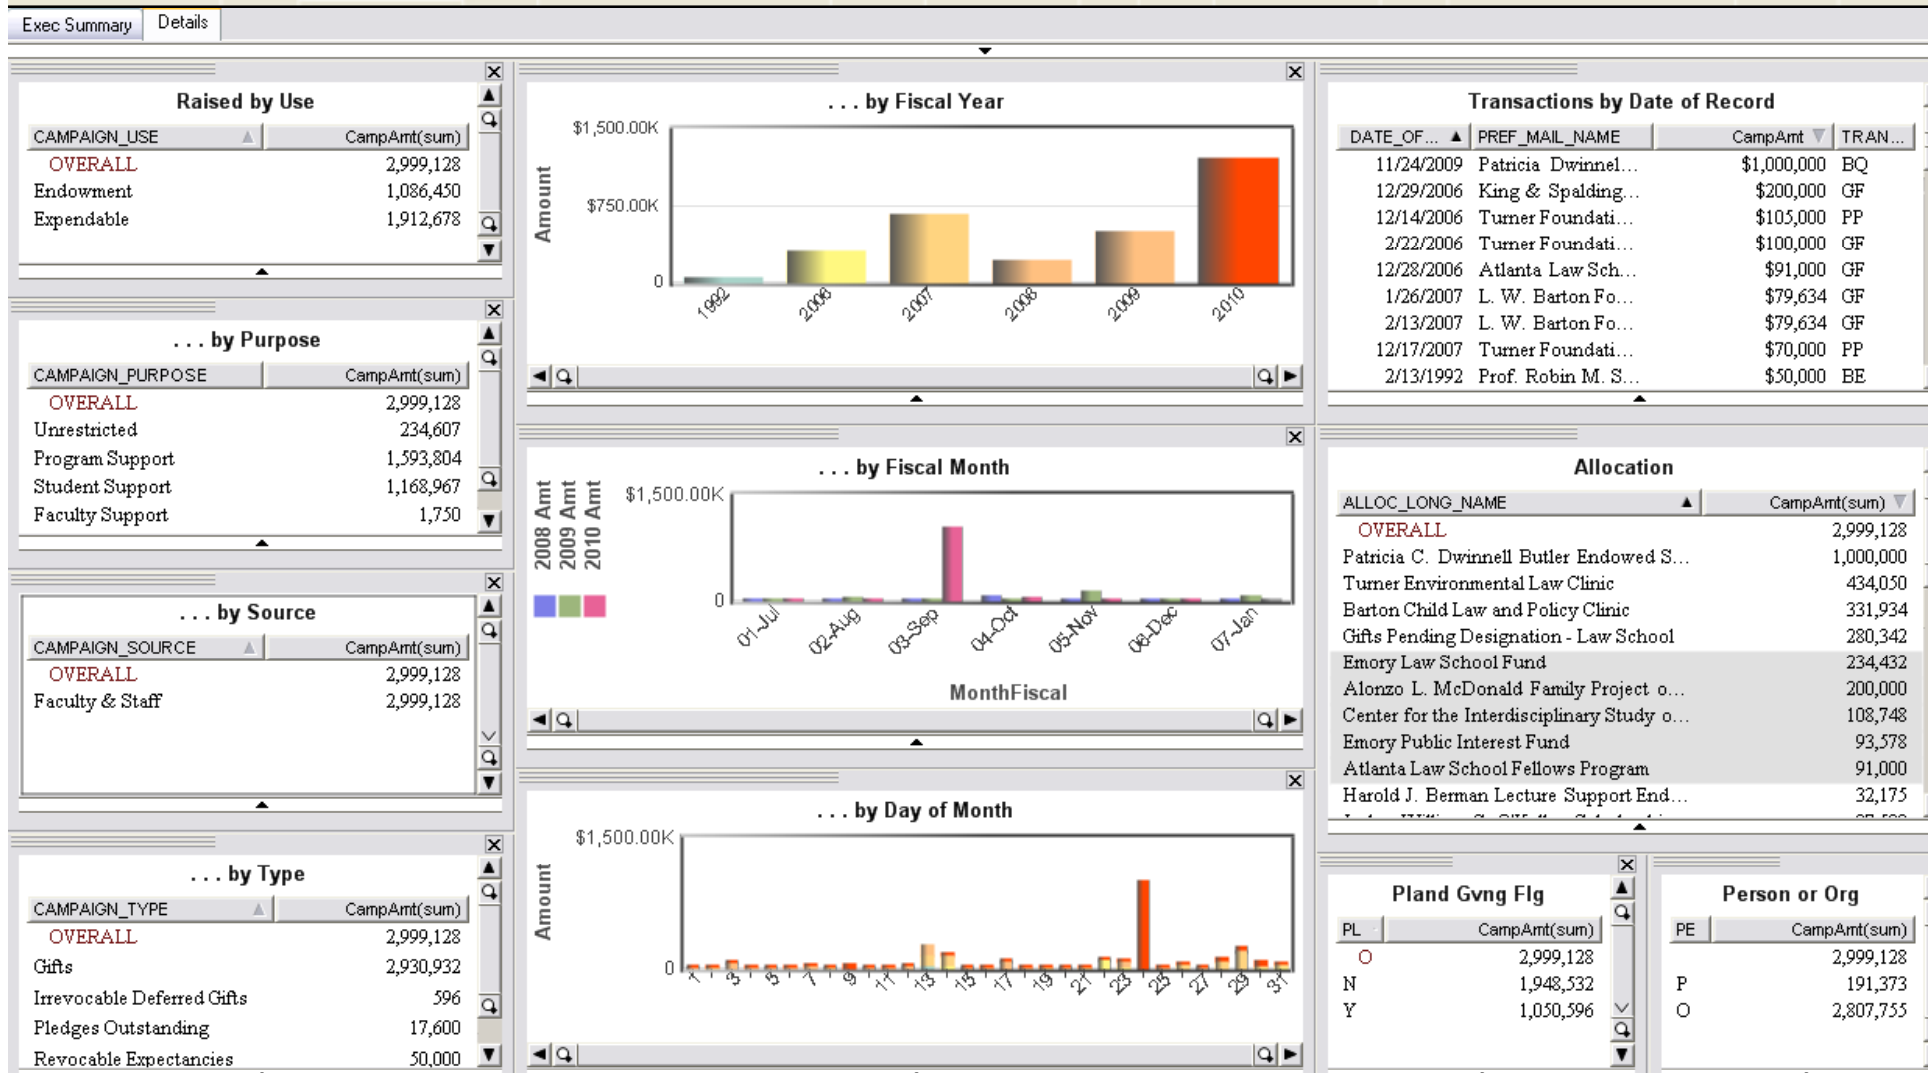 Exec Summary
Details
Raised by Use
CAMPAIGN_USE CampAmt(sum)
OVERALL 2,999,128
Endowment 1,086,450
Expendable 1,912,678
. . . by Purpose
CAMPAIGN_PURPOSE CampAmt(sum)
OVERALL 2,999,128
Unrestricted 234,607
Program Support 1,593,804
Student Support 1,168,967
Faculty Support 1,750
. . . by Source
CAMPAIGN_SOURCE CampAmt(sum)
OVERALL 2,999,128
Faculty & Staff 2,999,128
. . . by Type
CAMPAIGN_TYPE CampAmt(sum)
OVERALL 2,999,128
Gifts 2,930,932
Irrevocable Deferred Gifts 596
Pledges Outstanding 17,600
Revocable Expectancies 50,000
. . . by Fiscal Year
Amount
$1,500.00K
$750.00K
0
1992 2006 2007 2008 2009 2010
. . . by Fiscal Month
2008 Amt
2009 Amt
2010 Amt
$1,500.00K
0
01-Jul 02-Aug 03-Sep 04-Oct 05-Nov 06-Dec 07-Jan
MonthFiscal
. . . by Day of Month
Amount
$1,500.00K
0
1 3 5 7 9 11 13 15 17 19 21 23 25 27 29 31
Transactions by Date of Record
DATE_OF... PREF_MAIL_NAME CampAmt TRAN...
11/24/2009 Patricia Dwinnel... $1,000,000 BQ
12/29/2006 King & Spalding... $200,000 GF
12/14/2006 Turner Foundati... $105,000 PP
2/22/2006 Turner Foundati... $100,000 GF
12/28/2006 Atlanta Law Sch... $91,000 GF
1/26/2007 L. W. Barton Fo... $79,634 GF
2/13/2007 L. W. Barton Fo... $79,634 GF
12/17/2007 Turner Foundati... $70,000 PP
2/13/1992 Prof. Robin M. S... $50,000 BE
Allocation
ALLOC_LONG_NAME CampAmt(sum)
OVERALL 2,999,128
Patricia C. Dwinnell Butler Endowed S... 1,000,000
Turner Environmental Law Clinic 434,050
Barton Child Law and Policy Clinic 331,934
Gifts Pending Designation - Law School 280,342
Emory Law School Fund 234,432
Alonzo L. McDonald Family Project o... 200,000
Center for the Interdisciplinary Study o... 108,748
Emory Public Interest Fund 93,578
Atlanta Law School Fellows Program 91,000
Harold J. Berman Lecture Support End... 32,175
Pland Gvng Flg
PL CampAmt(sum)
O 2,999,128
N 1,948,532
Y 1,050,596
Person or Org
PE CampAmt(sum)
2,999,128
P 191,373
O 2,807,755